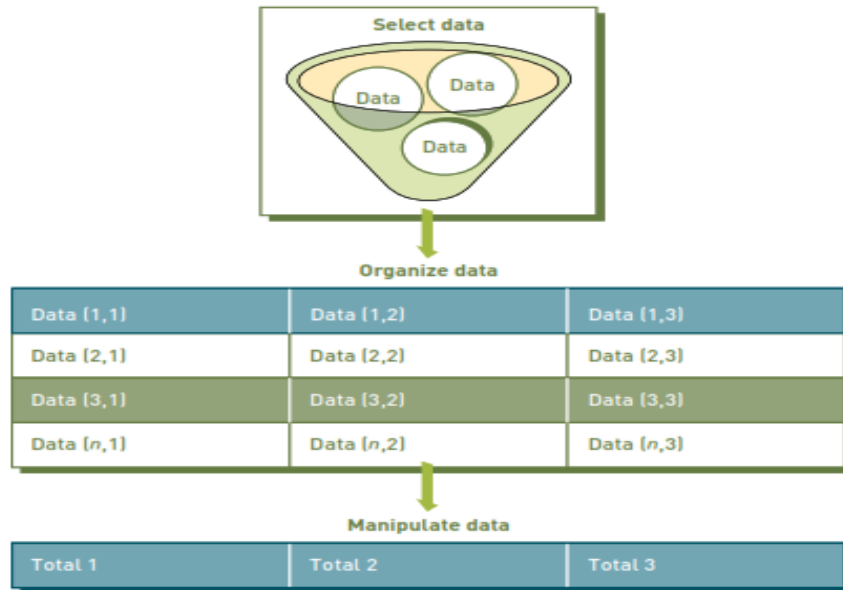 Select data
Data
Data
Data
Organize data
Data (1,1) Data (1,2) Data (1,3)
Data (2,1) Data (2,2) Data (2,3)
Data (3,1) Data (3,2) Data (3,3)
Data (n,1) Data (n,2) Data (n,3)
Manipulate data
Total 1 Total 2 Total 3